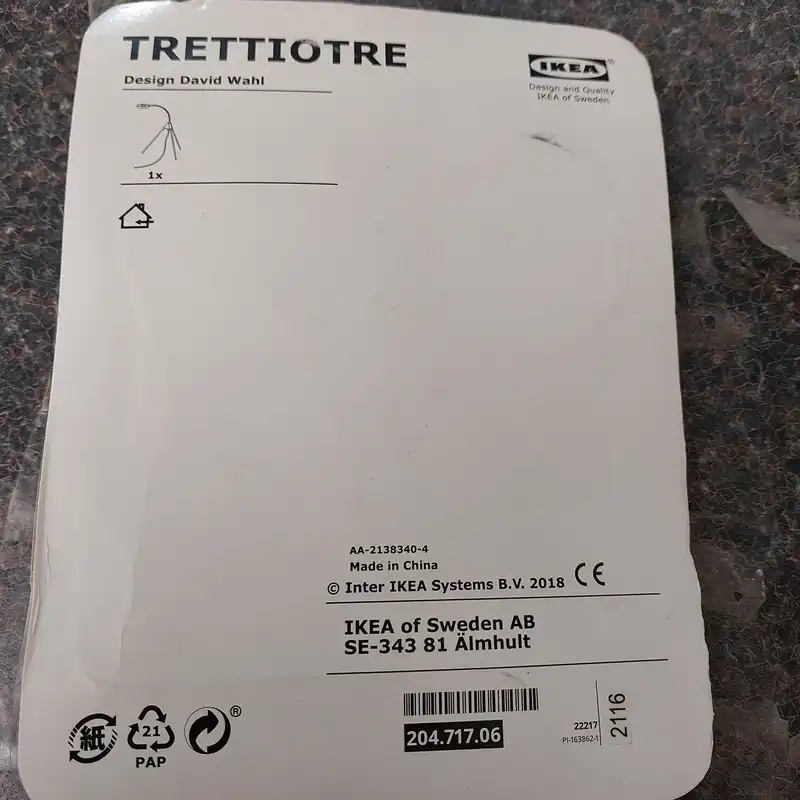 TRETTIOTRE
Design David Wahl
1x
IKEA®
Design and Quality
IKEA of Sweden
AA-2138340-4
Made in China
© Inter IKEA Systems B.V. 2018 CE
IKEA of Sweden AB
SE-343 81 Älmhult
紙
21
PAP
®
204.717.06
22217
PI-163862-1
2116